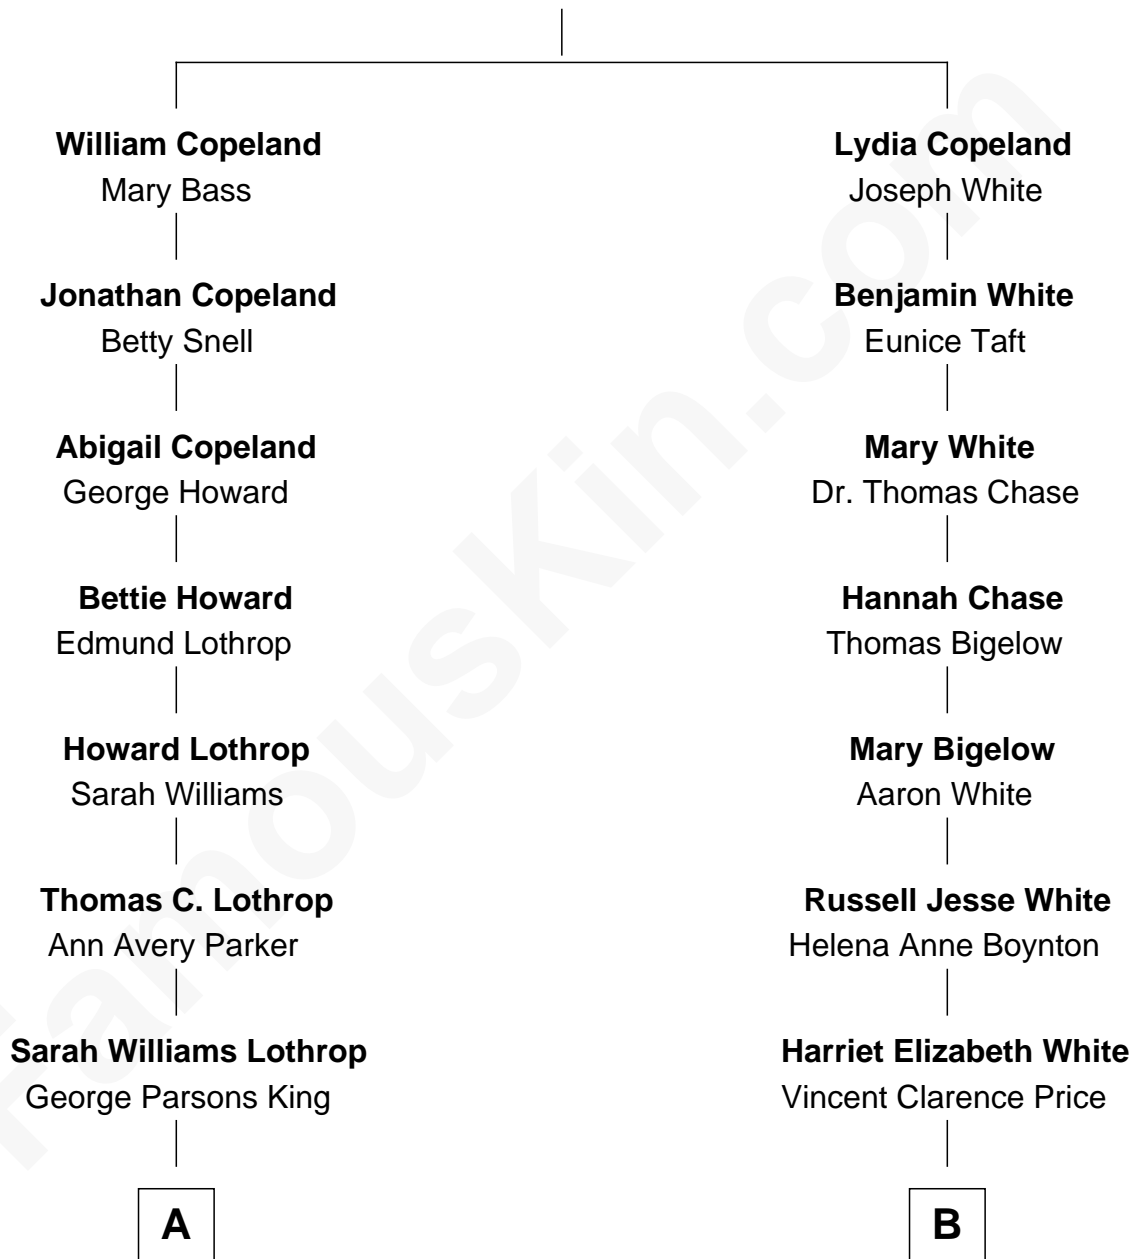 William Copeland
Mary Bass
Jonathan Copeland
Betty Snell
Abigail Copeland
George Howard
Bettie Howard
Edmund Lothrop
Howard Lothrop
Sarah Williams
Thomas C. Lothrop
Ann Avery Parker
Sarah Williams Lothrop
George Parsons King
A
Lydia Copeland
Joseph White
Benjamin White
Eunice Taft
Mary White
Dr. Thomas Chase
Hannah Chase
Thomas Bigelow
Mary Bigelow
Aaron White
Russell Jesse White
Helena Anne Boynton
Harriet Elizabeth White
Vincent Clarence Price
B
FamousKin.com